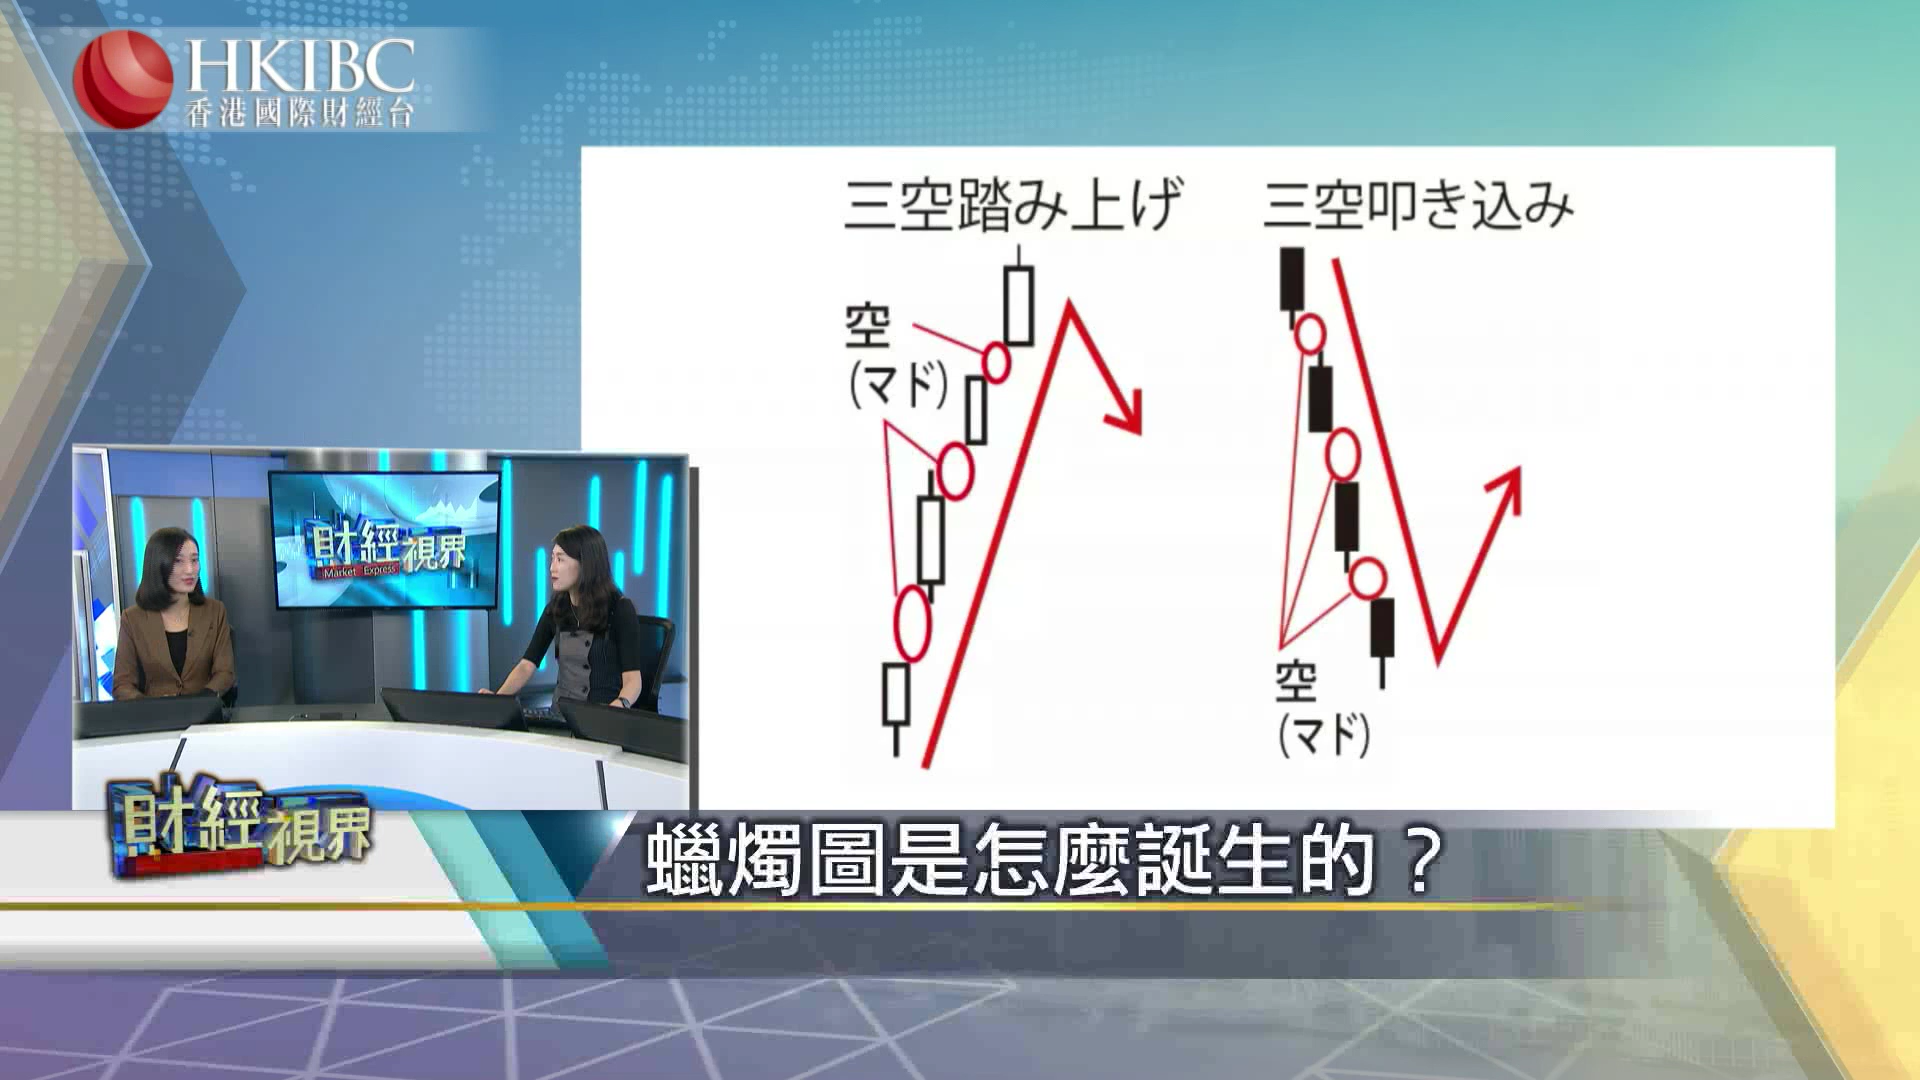 HKIBC
香港國際財經台
三空踏み上げ
三空叩き込み
空
(マド)
空
(マド)
財經視界
Market Express
財經視界
蠟燭圖是怎麼誕生的？